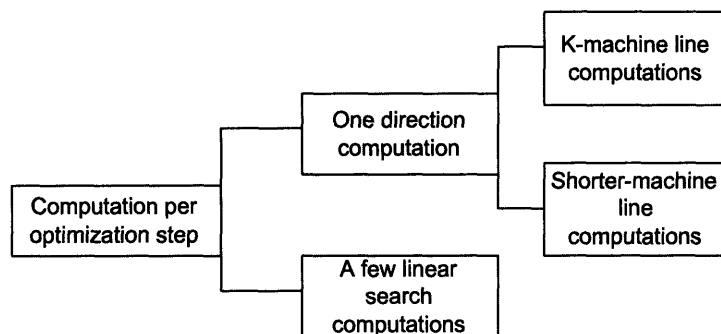 K-machine line
computations
One direction
computation
Shorter-machine
line
computations
Computation per
optimization step
A few linear
search
computations